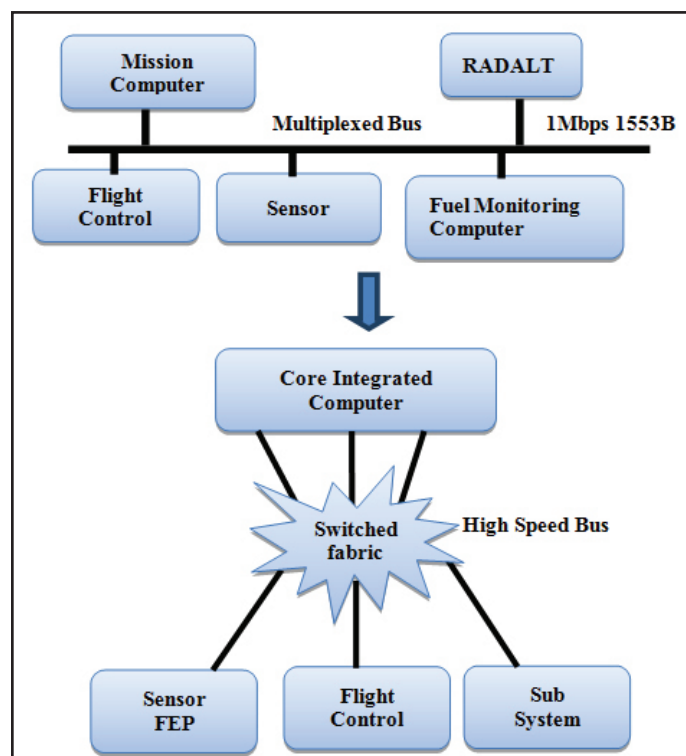 Mission
Computer
RADALT
Multiplexed Bus
1Mbps 1553B
Flight
Control
Sensor
Fuel Monitoring
Computer
Core Integrated
Computer
Switched
fabric
High Speed Bus
Sensor
FEP
Flight
Control
Sub
System